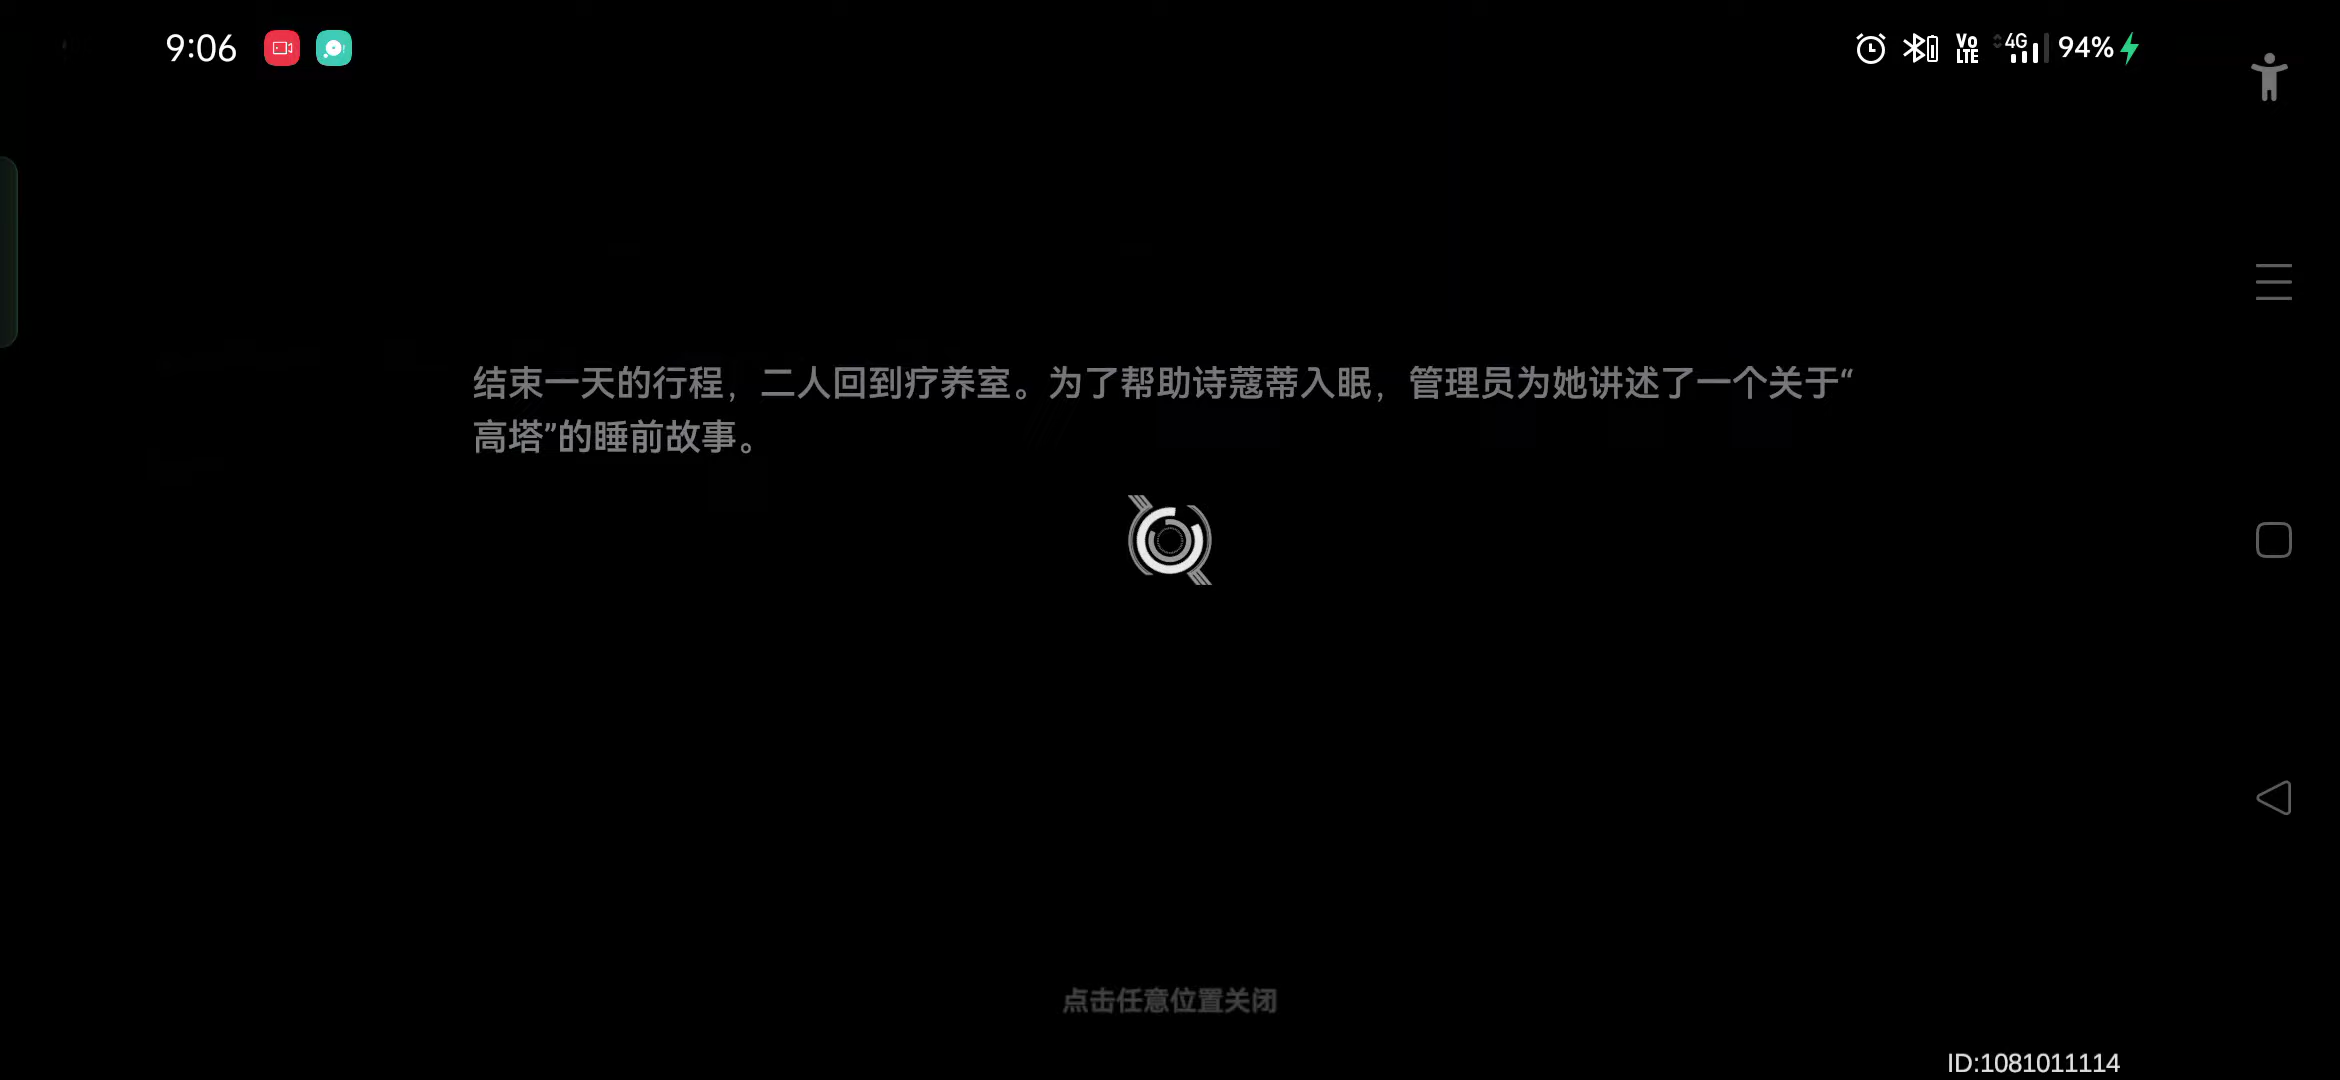 9:06
VoLTE 4G 94%
结束一天的行程，二人回到疗养室。为了帮助诗蔻蒂入眠，管理员为她讲述了一个关于“
高塔”的睡前故事。
点击任意位置关闭
ID:1081011114